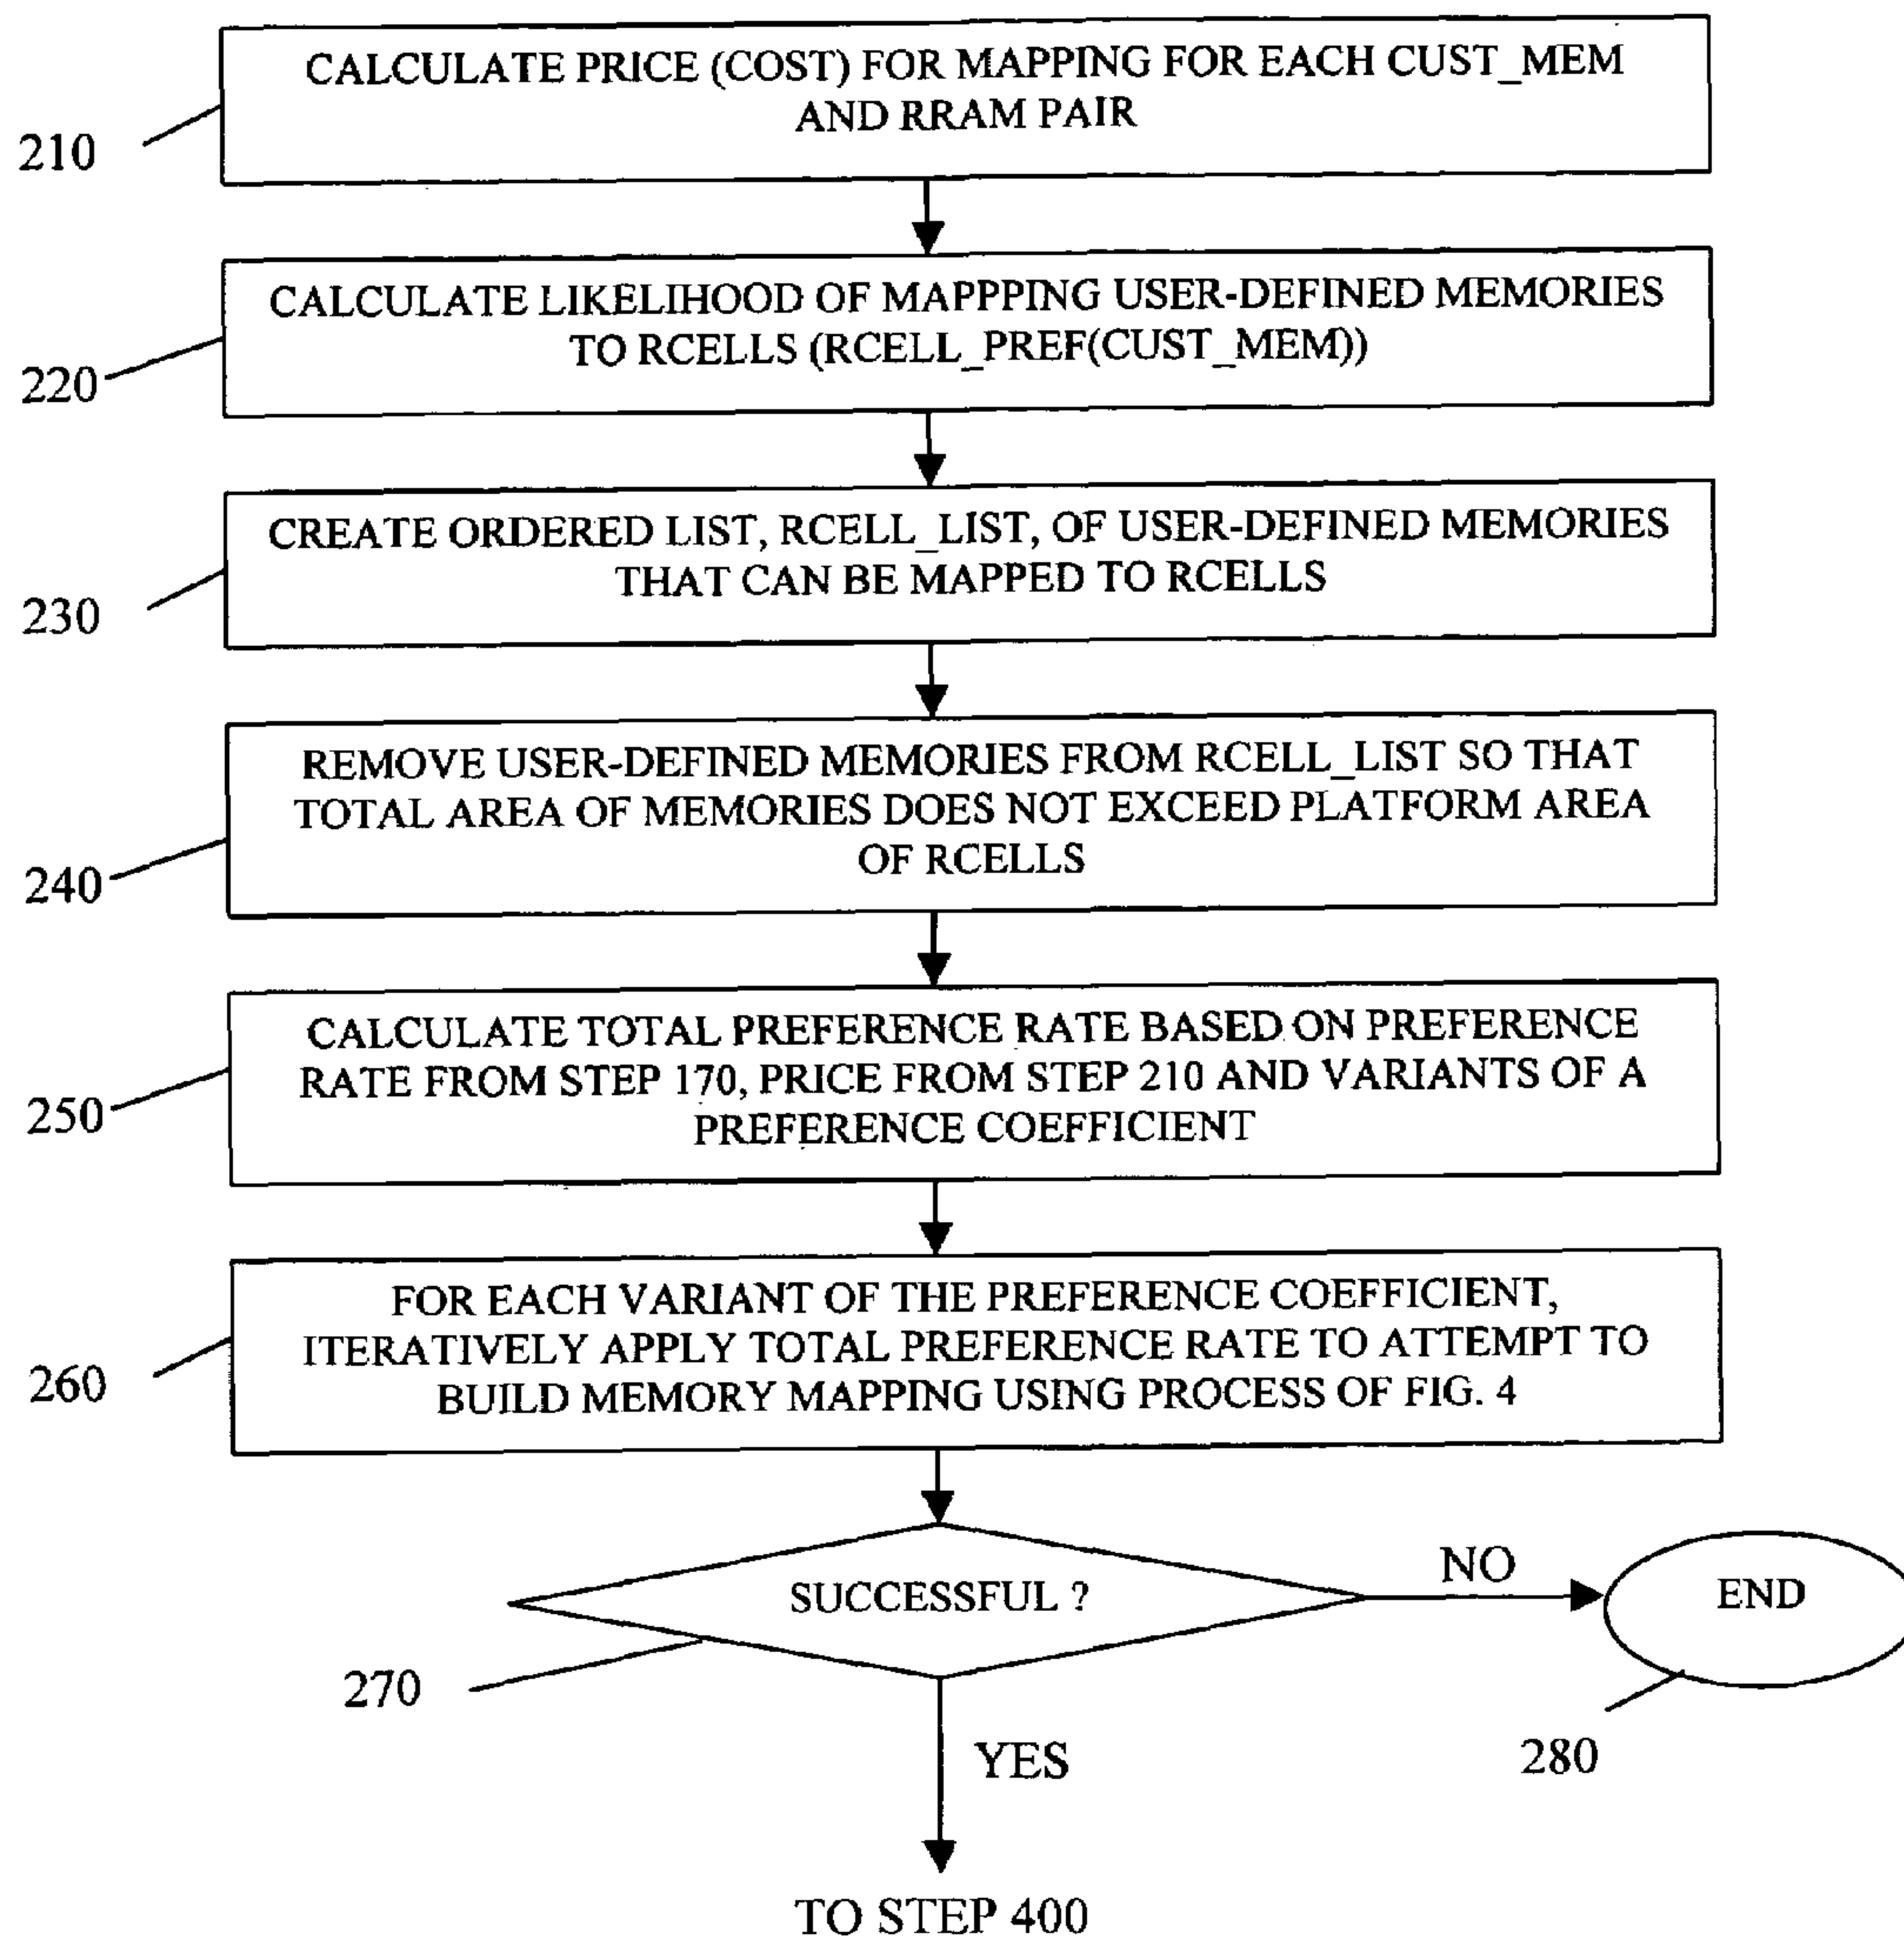 CALCULATE PRICE (COST) FOR MAPPING FOR EACH CUST_MEM
AND RRAM PAIR
210
CALCULATE LIKELIHOOD OF MAPPPING USER-DEFINED MEMORIES
TO RCELLS (RCELL_PREF(CUST_MEM))
220
CREATE ORDERED LIST, RCELL_LIST, OF USER-DEFINED MEMORIES
THAT CAN BE MAPPED TO RCELLS
230
REMOVE USER-DEFINED MEMORIES FROM RCELL_LIST SO THAT
TOTAL AREA OF MEMORIES DOES NOT EXCEED PLATFORM AREA
OF RCELLS
240
CALCULATE TOTAL PREFERENCE RATE BASED ON PREFERENCE
RATE FROM STEP 170, PRICE FROM STEP 210 AND VARIANTS OF A
PREFERENCE COEFFICIENT
250
FOR EACH VARIANT OF THE PREFERENCE COEFFICIENT,
ITERATIVELY APPLY TOTAL PREFERENCE RATE TO ATTEMPT TO
BUILD MEMORY MAPPING USING PROCESS OF FIG. 4
260
SUCCESSFUL ?
NO
END
270
280
YES
TO STEP 400